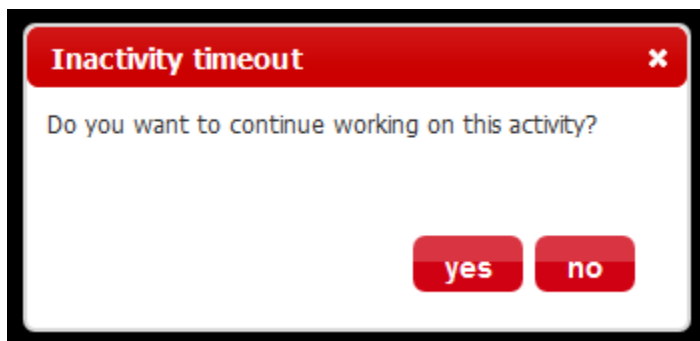 Inactivity timeout
Do you want to continue working on this activity?
yes no